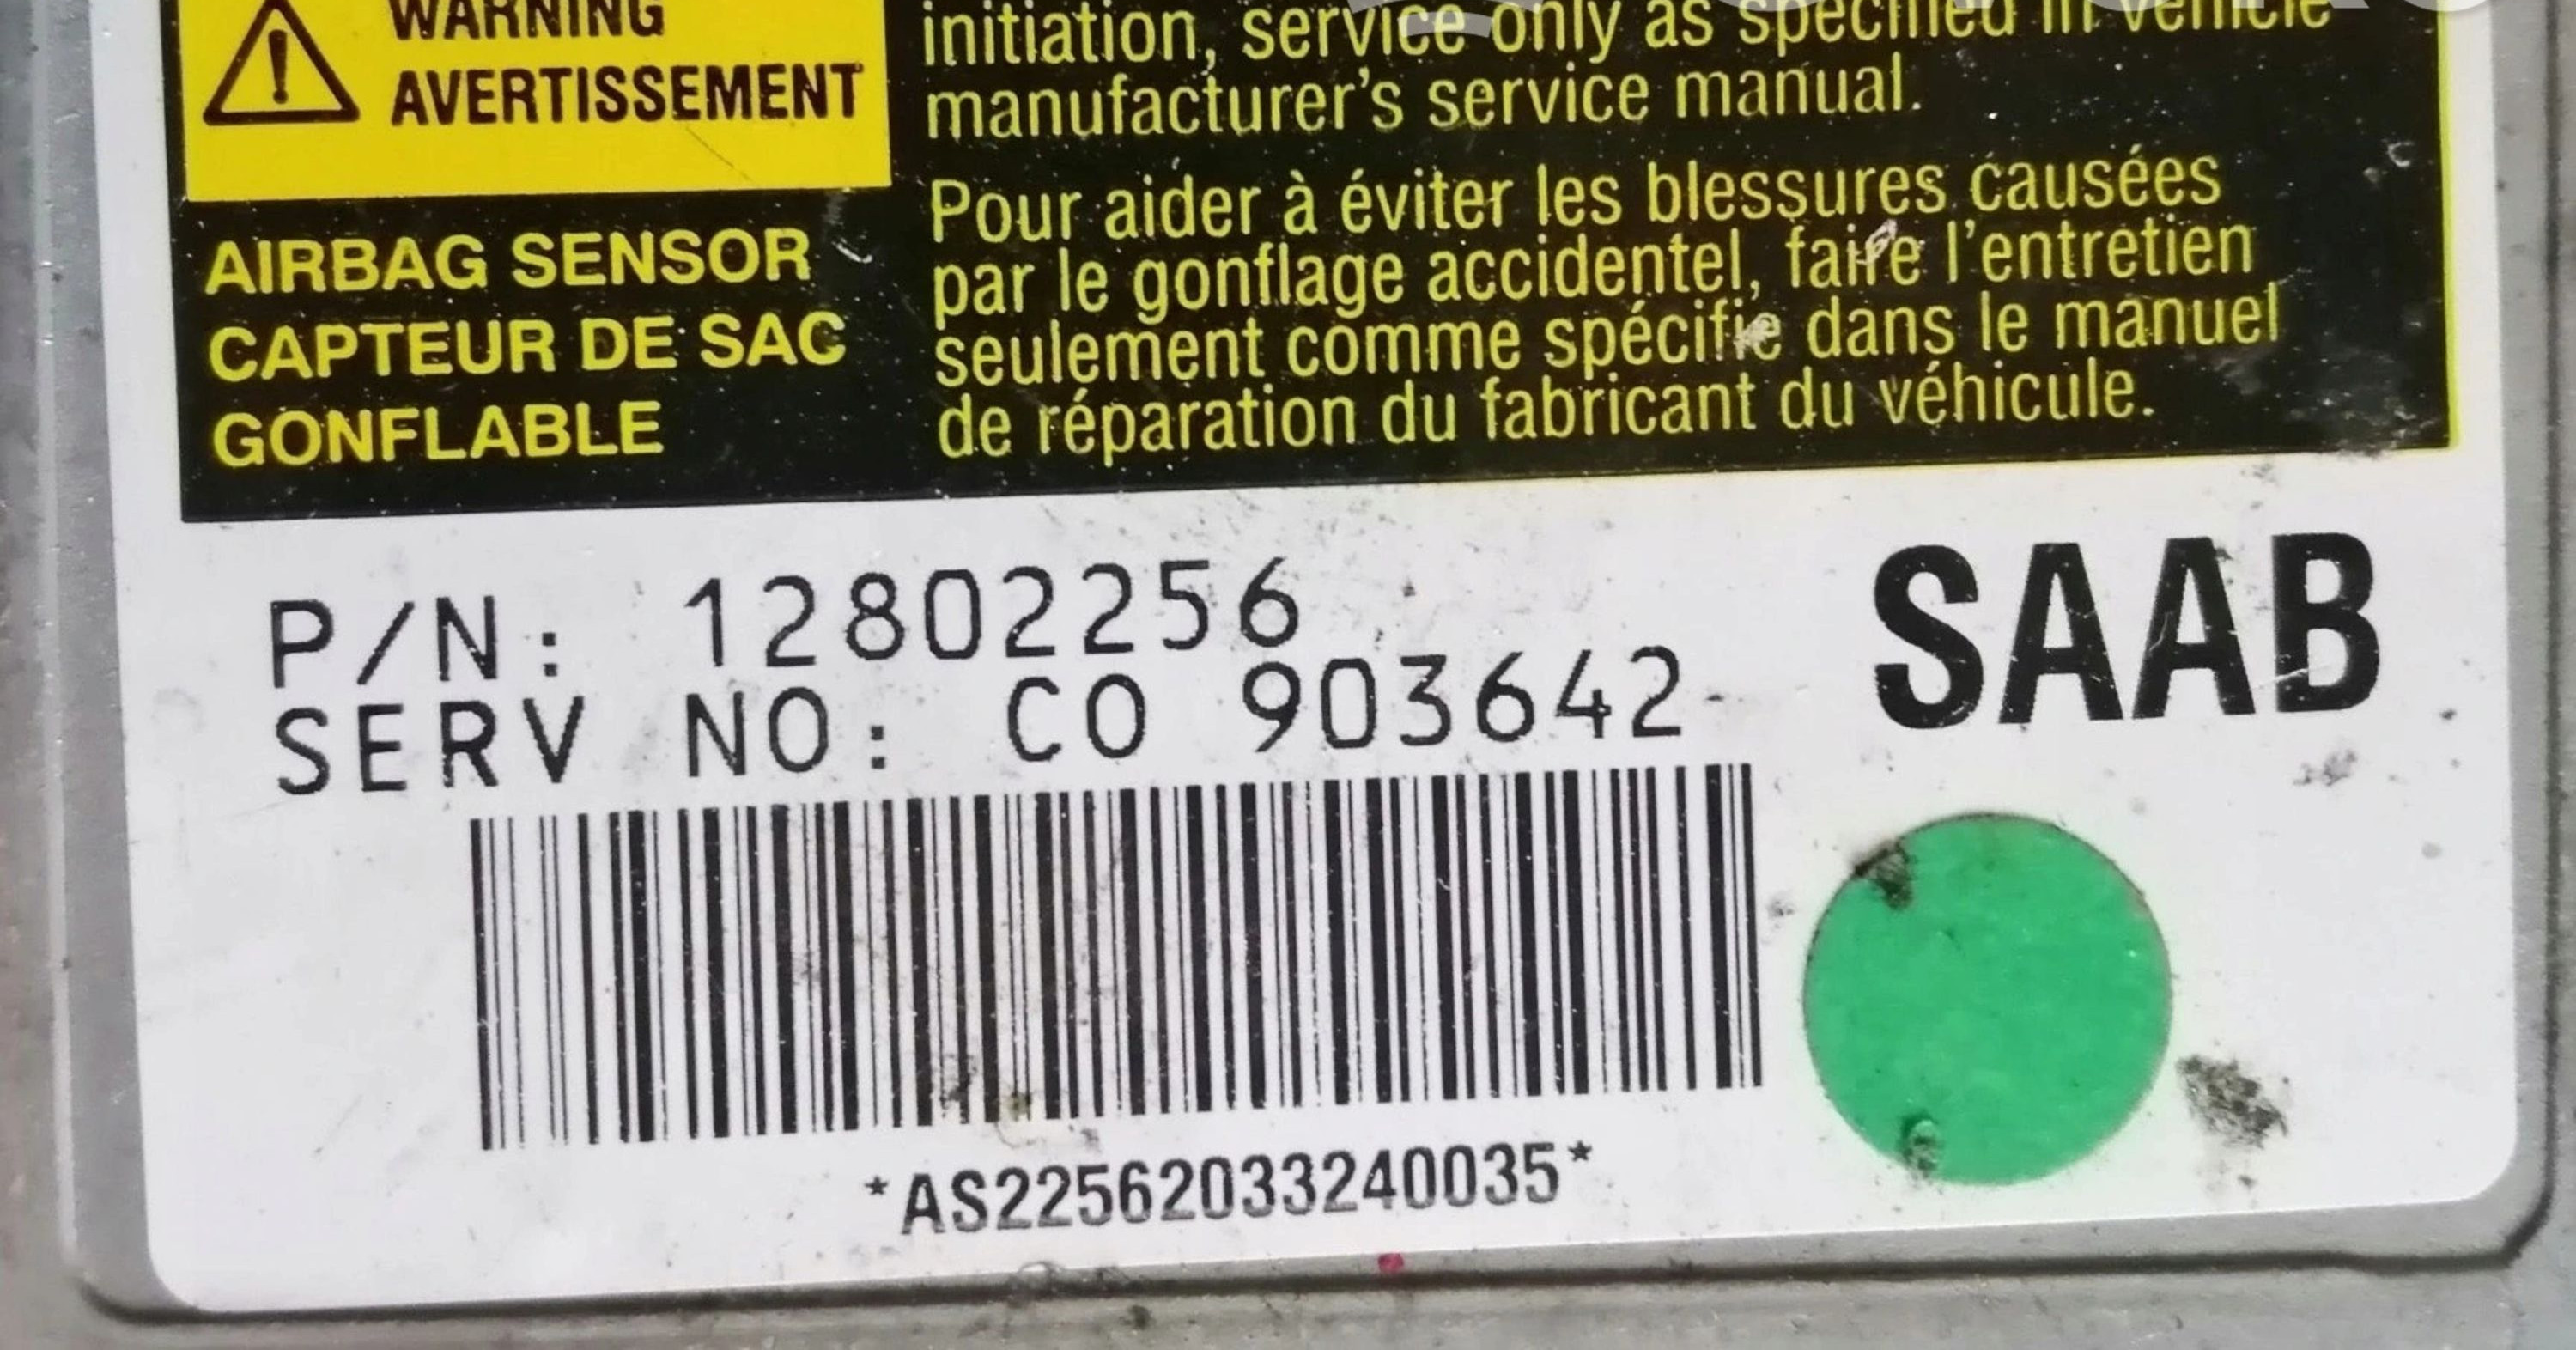 WARNING
AVERTISSEMENT
AIRBAG SENSOR
CAPTEUR DE SAC
GONFLABLE
initiation, service only as specified in vehicle
manufacturer's service manual.
Pour aider à éviter les blessures causées
par le gonflage accidentel, faire l'entretien
seulement comme spécifie dans le manuel
de réparation du fabricant du véhicule.
P/N: 12802256
SERV NO: CO 903642
SAAB
*AS22562033240035*